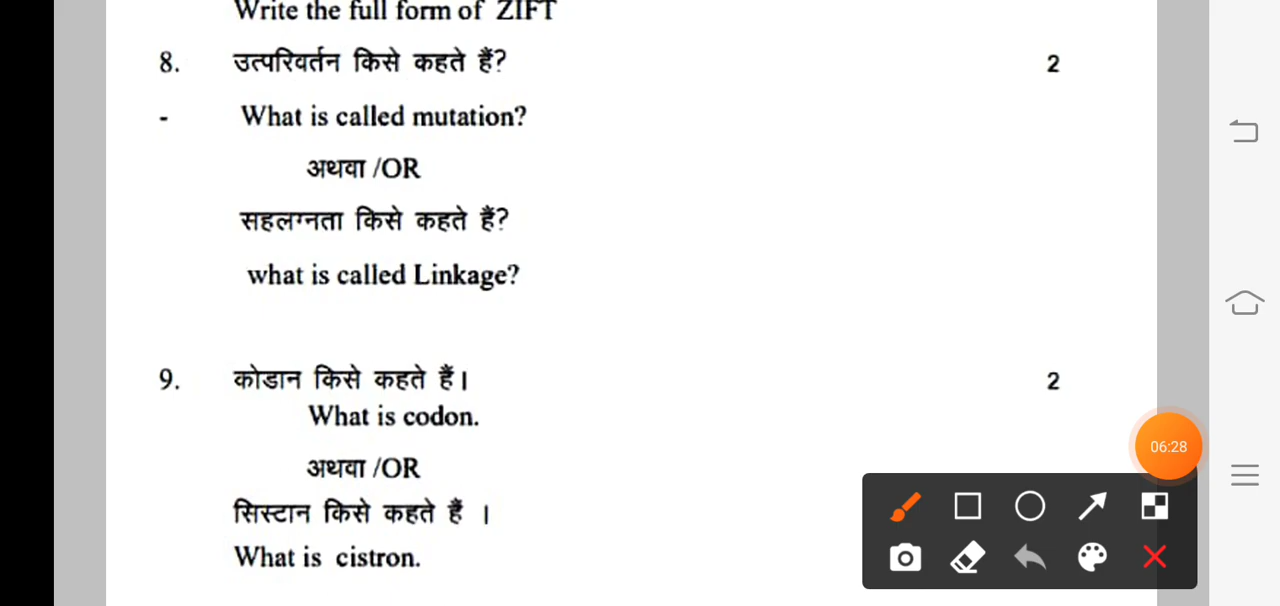 Write the full form of ZIFT
8. उत्परिवर्तन किसे कहते हैं? 2
- What is called mutation?
अथवा /OR
सहलग्नता किसे कहते हैं?
what is called Linkage?
9. कोडान किसे कहते हैं। 2
What is codon.
अथवा /OR
सिस्टान किसे कहते हैं ।
What is cistron.
06:28